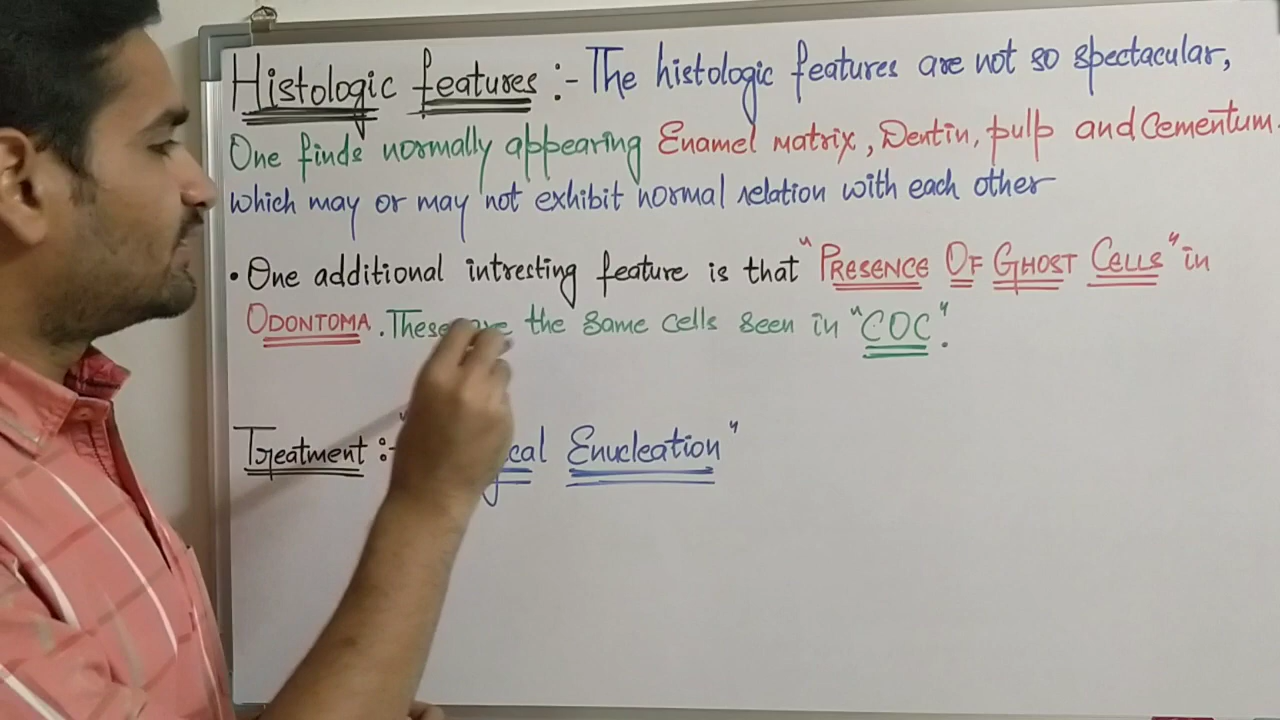 Histologic features :- The histologic features are not so spectacular,
One finds normally appearing Enamel matrix, Dentin, pulp and Cementum.
which may or may not exhibit normal relation with each other
• One additional intresting feature is that "PRESENCE OF GHOST CELLS" in
ODONTOMA. These are the same cells seen in "COC".
Treatment :- " Enucleation"